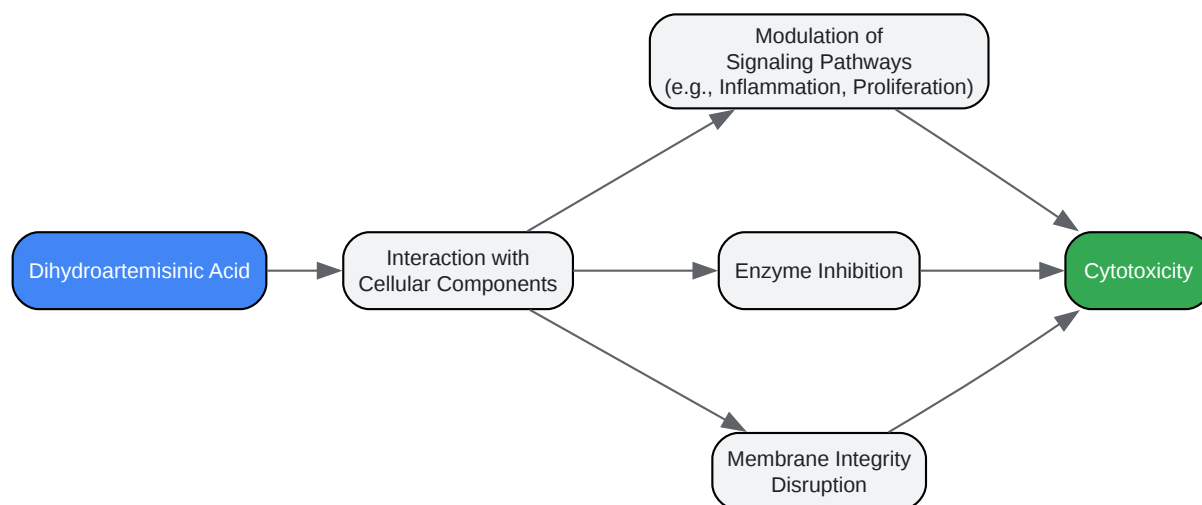 Modulation of
Signaling Pathways
(e.g., Inflammation, Proliferation)
Dihydroartemisinic Acid
Interaction with
Cellular Components
Enzyme Inhibition
Cytotoxicity
Membrane Integrity
Disruption